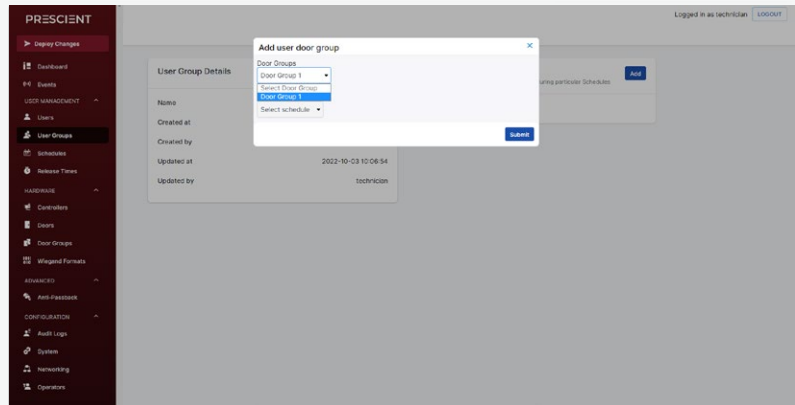 PRESCIENT
Logged in as technician LOGOUT
Deploy Changes
Dashboard
Events
USER MANAGEMENT
Users
User Groups
Schedules
Release Times
HARDWARE
Controllers
Doors
Door Groups
Wiegand Formats
ADVANCED
Anti-Passback
CONFIGURATION
Audit Logs
System
Networking
Operators
User Group Details
Name
Created at
Created by
Updated at 2022-10-03 10:06:54
Updated by technician
Add user door group ×
Door Groups
Door Group 1
Select Door Group
Door Group 1
Select schedule
Submit
during particular Schedules
Add